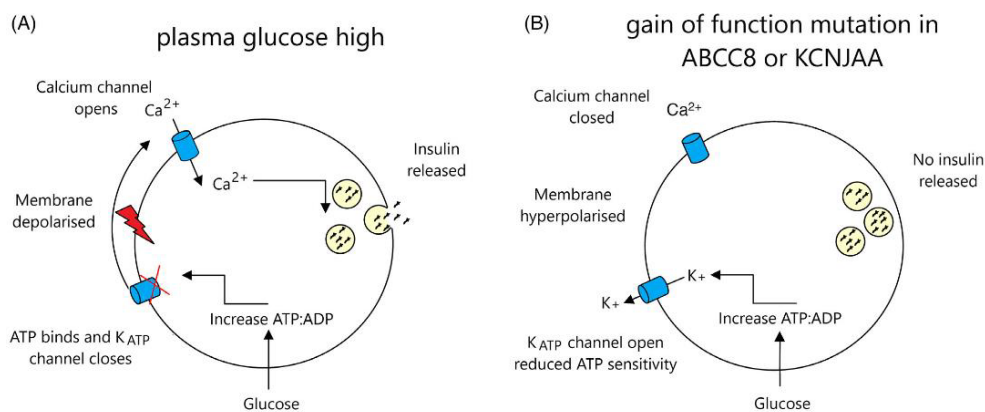 (A)
plasma glucose high
Calcium channel
opens
Ca2+
Ca2+
Insulin
released
Membrane
depolarised
Increase ATP:ADP
ATP binds and KATP
channel closes
Glucose
(B)
gain of function mutation in
ABCC8 or KCNJAA
Calcium channel
closed
Ca2+
No insulin
released
Membrane
hyperpolarised
K+
K+
Increase ATP:ADP
KATP channel open
reduced ATP sensitivity
Glucose